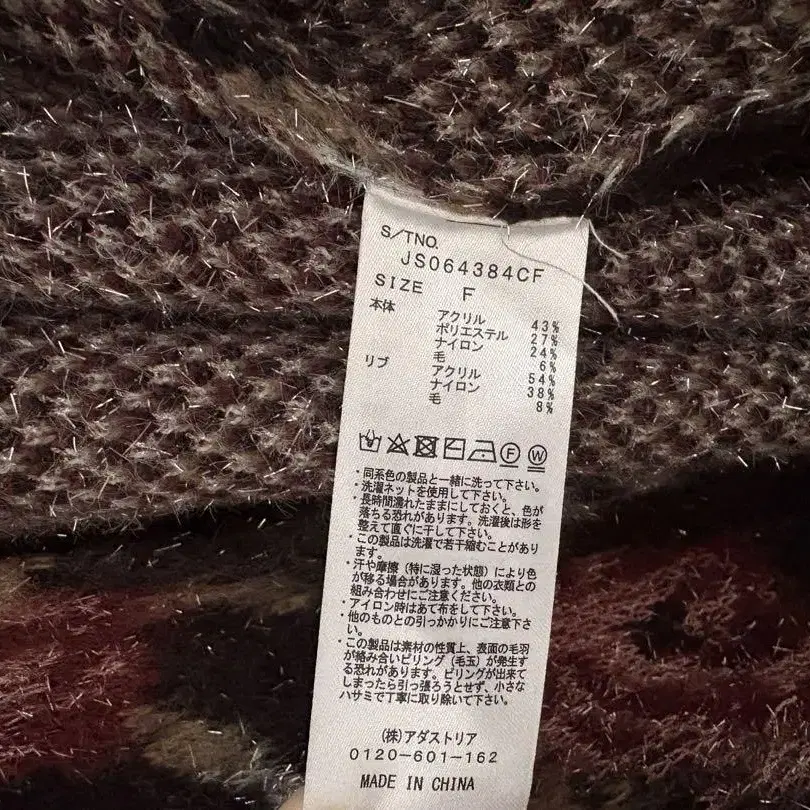 S/TNO.
JS064384CF
SIZE F
本体 アクリル 43%
ポリエステル 27%
ナイロン 24%
毛 6%
リブ アクリル 54%
ナイロン 38%
毛 8%
F W
・同系色の製品と一緒に洗って下さい。
・洗濯ネットを使用して下さい。
・長時間濡れたままにしておくと、色が
落ちる恐れがあります。洗濯後は形を
整えて直ぐに干して下さい。
・この製品は洗濯で若干縮むことがあり
ます。
・汗や摩擦（特に湿った状態）により色
が移る場合があります。他の衣類との
組み合わせにご注意ください。
・アイロン時はあて布をして下さい。
・他のものとの引っかかりにご注意下さ
い。
・この製品は素材の性質上、表面の毛羽
が絡み合いピリング（毛玉）が発生す
る恐れがあります。ピリングが出来て
しまったら引っ張ろうとせず、小さな
ハサミで丁寧に取り除いて下さい。
(株)アダストリア
0120-601-162
MADE IN CHINA